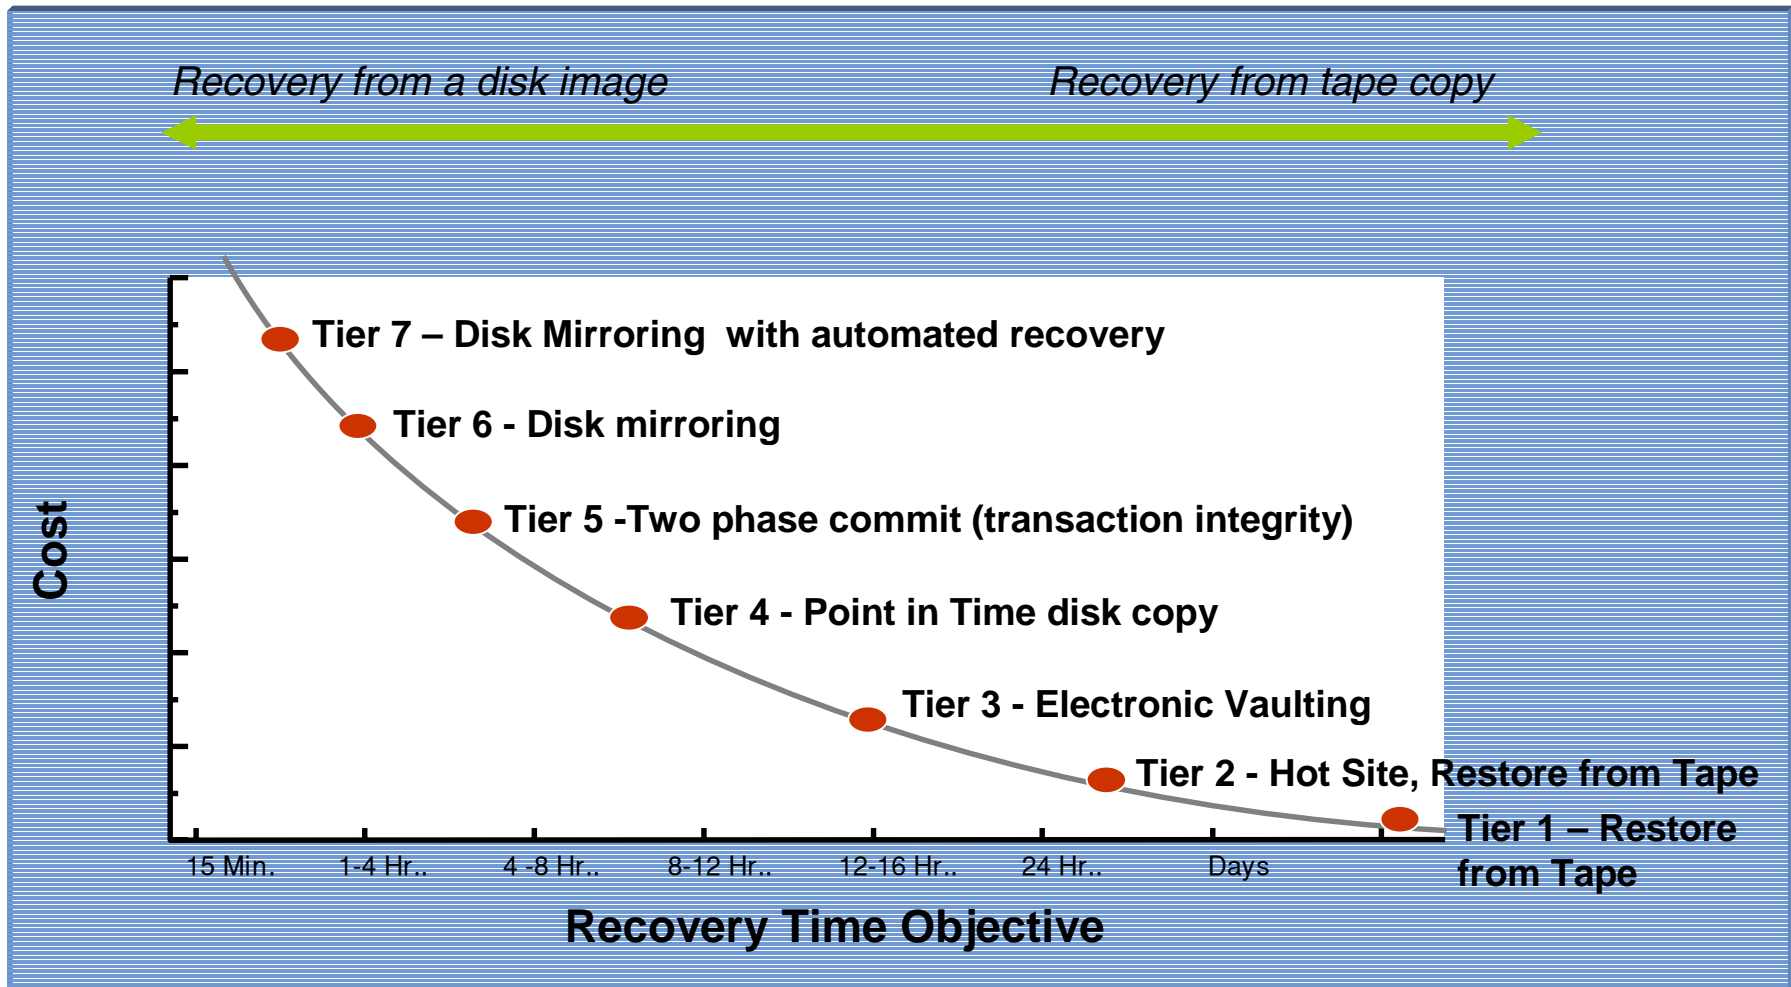 Recovery from a disk image
Recovery from tape copy
Tier 7 – Disk Mirroring with automated recovery
Tier 6 - Disk mirroring
Tier 5 -Two phase commit (transaction integrity)
Tier 4 - Point in Time disk copy
Tier 3 - Electronic Vaulting
Tier 2 - Hot Site, Restore from Tape
Tier 1 – Restore
from Tape
Cost
15 Min.
1-4 Hr..
4 -8 Hr..
8-12 Hr..
12-16 Hr..
24 Hr..
Days
Recovery Time Objective